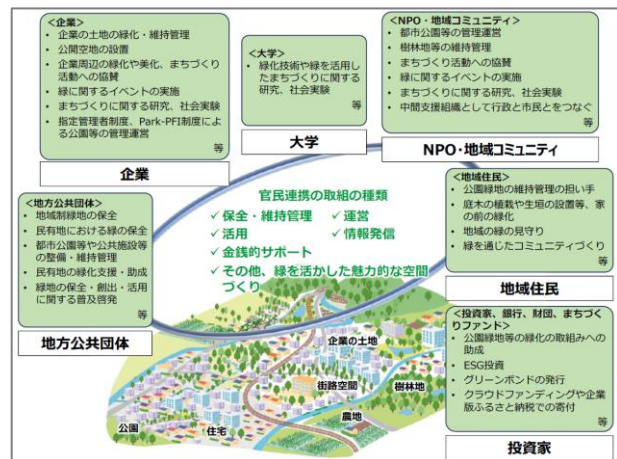 ＜企業＞
• 企業の土地の緑化・維持管理
• 公開空地の設置
• 企業周辺の緑化や美化、まちづくり
活動への協賛
• 緑に関するイベントの実施
• まちづくりに関する研究、社会実験
• 指定管理者制度、Park-PFI制度によ
る公園等の管理運営
等
企業
＜大学＞
• 緑化技術や緑を活用し
たまちづくりに関する
研究、社会実験
等
大学
＜NPO・地域コミュニティ＞
• 都市公園等の管理運営
• 樹林地等の維持管理
• まちづくり活動への協賛
• 緑に関するイベントの実施
• まちづくりに関する研究、社会実験
• 中間支援組織として行政と市民とをつなぐ
等
NPO・地域コミュニティ
＜地方公共団体＞
• 地域制緑地の保全
• 民有地における緑の保全
• 都市公園等や公共施設等
の整備・維持管理
• 民有地の緑化支援・助成
• 緑地の保全・創出・活用
に関する普及啓発
等
地方公共団体
官民連携の取組の種類
✓ 保全・維持管理 ✓ 運営
✓ 活用 ✓ 情報発信
✓ 金銭的サポート
✓ その他、緑を活かした魅力的な空間
づくり
＜地域住民＞
• 公園緑地の維持管理の担い手
• 庭木の植栽や生垣の設置等、家
の前の緑化
• 地域の緑の見守り
• 緑を通じたコミュニティづくり
等
地域住民
＜投資家、銀行、財団、まちづく
りファンド＞
• 公園緑地等の緑化の取組みへの
助成
• ESG投資
• グリーンボンドの発行
• クラウドファンディングや企業
版ふるさと納税での寄付
等
投資家
企業の土地
街路空間
樹林地
農地
公園
住宅